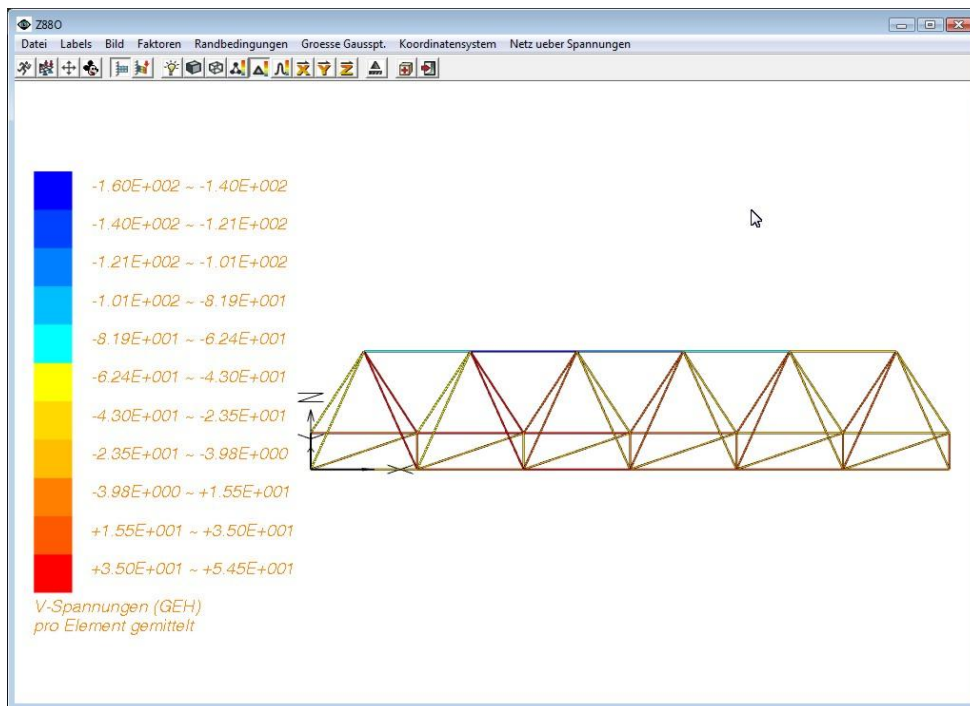 Z88O
Datei Labels Bild Faktoren Randbedingungen Groesse Gausspt. Koordinatensystem Netz ueber Spannungen
X Y Z
-1.60E+002 ~ -1.40E+002
-1.40E+002 ~ -1.21E+002
-1.21E+002 ~ -1.01E+002
-1.01E+002 ~ -8.19E+001
-8.19E+001 ~ -6.24E+001
-6.24E+001 ~ -4.30E+001
-4.30E+001 ~ -2.35E+001
-2.35E+001 ~ -3.98E+000
-3.98E+000 ~ +1.55E+001
+1.55E+001 ~ +3.50E+001
+3.50E+001 ~ +5.45E+001
V-Spannungen (GEH)
pro Element gemittelt
Z
Y
X